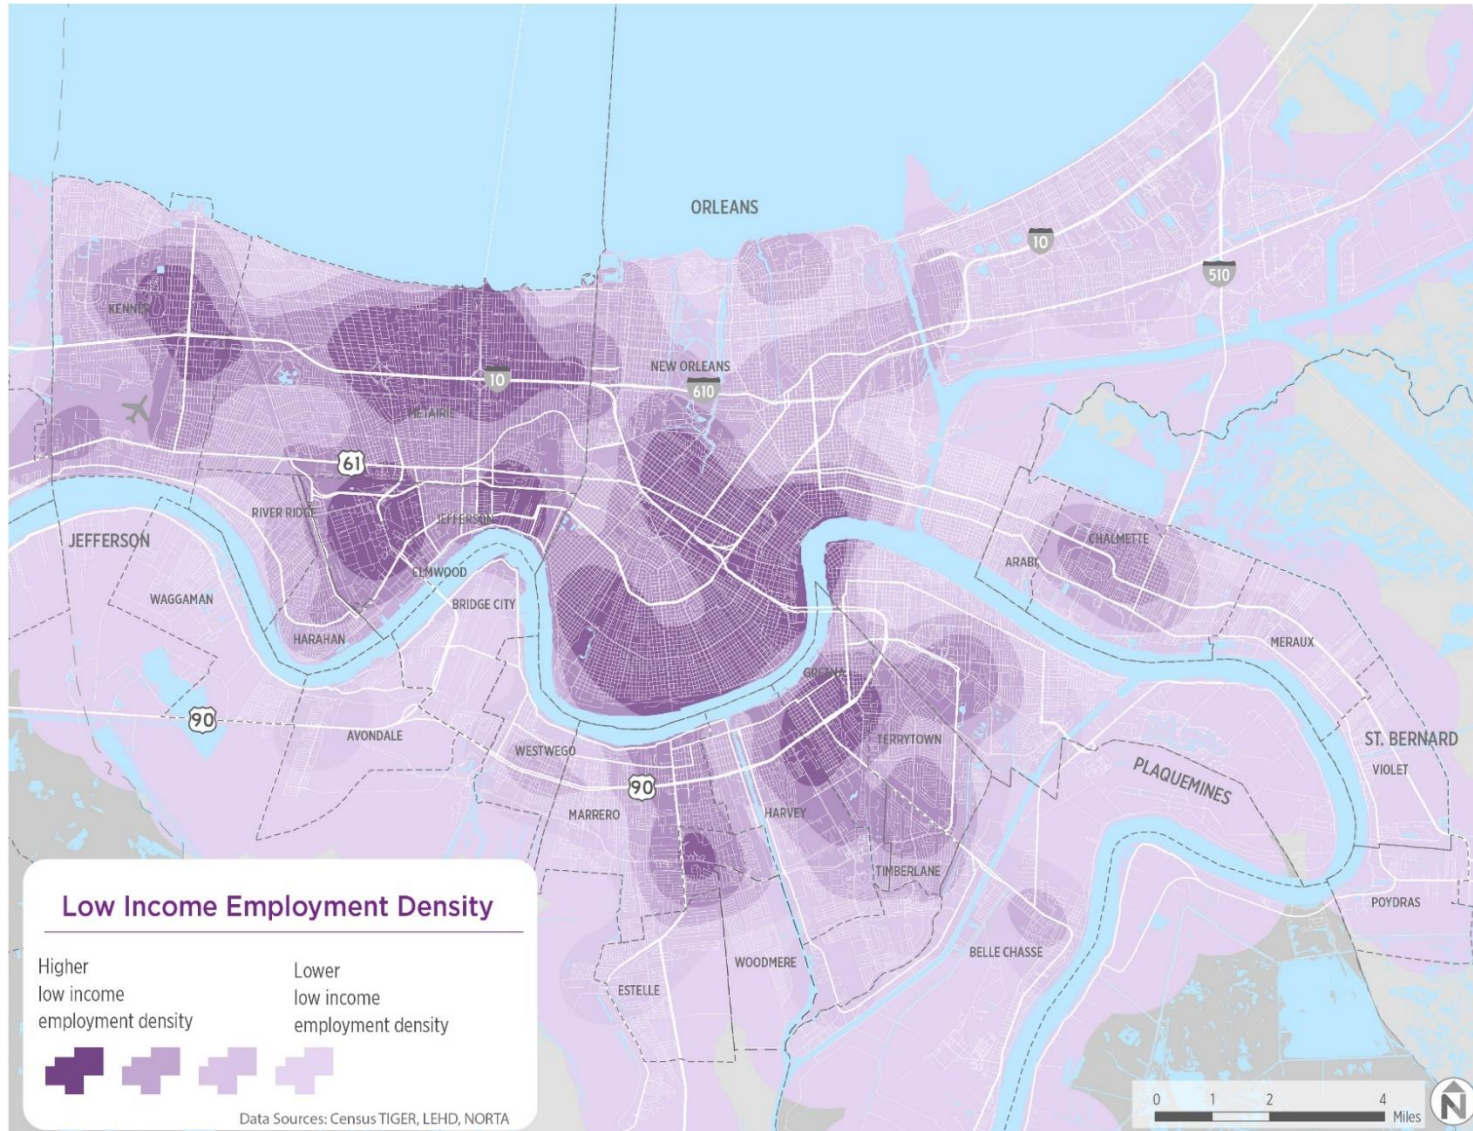 ORLEANS
10
510
KENNER
NEW ORLEANS
610
10
METAIRIE
61
RIVER RIDGE
JEFFERSON
JEFFERSON
CHALMETTE
ARABI
ELMWOOD
WAGGAMAN
BRIDGE CITY
HARAHAN
MERAUX
GRETNA
90
AVONDALE
WESTWEGO
TERRYTOWN
ST. BERNARD
VIOLET
PLAQUEMINES
90
MARRERO
HARVEY
TIMBERLANE
POYDRAS
BELLE CHASSE
WOODMERE
ESTELLE
Low Income Employment Density
Higher
low income
employment density
Lower
low income
employment density
Data Sources: Census TIGER, LEHD, NORTA
0 1 2 4
Miles
N